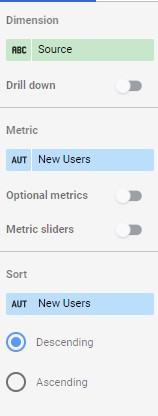 Dimension
ABC Source
Drill down
Metric
AUT New Users
Optional metrics
Metric sliders
Sort
AUT New Users
Descending
Ascending